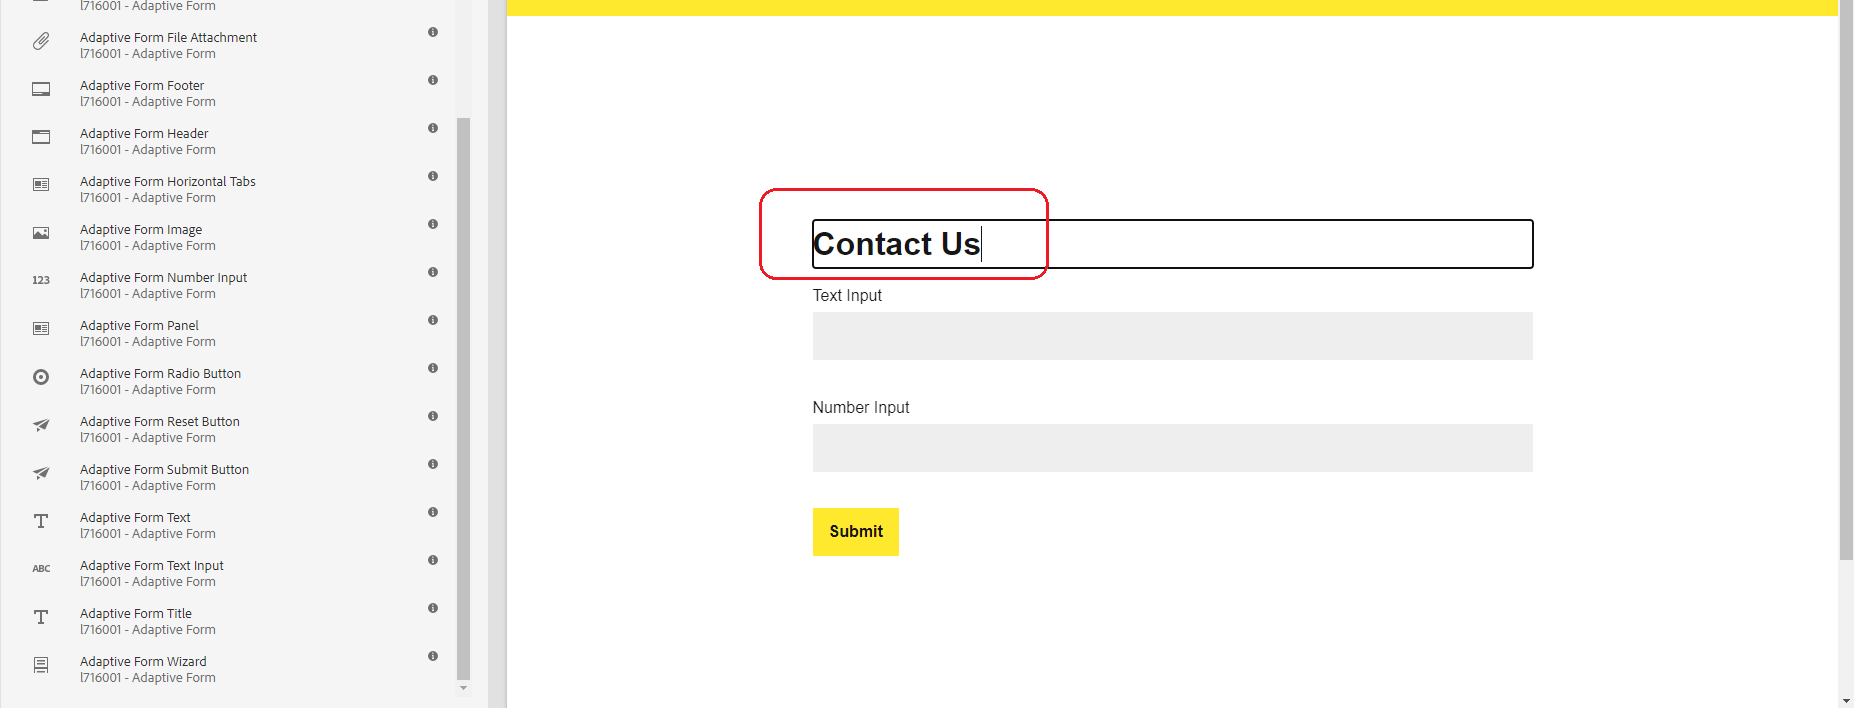 l716001 - Adaptive Form
Adaptive Form File Attachment
l716001 - Adaptive Form
Adaptive Form Footer
l716001 - Adaptive Form
Adaptive Form Header
l716001 - Adaptive Form
Adaptive Form Horizontal Tabs
l716001 - Adaptive Form
Adaptive Form Image
l716001 - Adaptive Form
123
Adaptive Form Number Input
l716001 - Adaptive Form
Adaptive Form Panel
l716001 - Adaptive Form
Adaptive Form Radio Button
l716001 - Adaptive Form
Adaptive Form Reset Button
l716001 - Adaptive Form
Adaptive Form Submit Button
l716001 - Adaptive Form
T
Adaptive Form Text
l716001 - Adaptive Form
ABC
Adaptive Form Text Input
l716001 - Adaptive Form
T
Adaptive Form Title
l716001 - Adaptive Form
Adaptive Form Wizard
l716001 - Adaptive Form
Contact Us
Text Input
Number Input
Submit